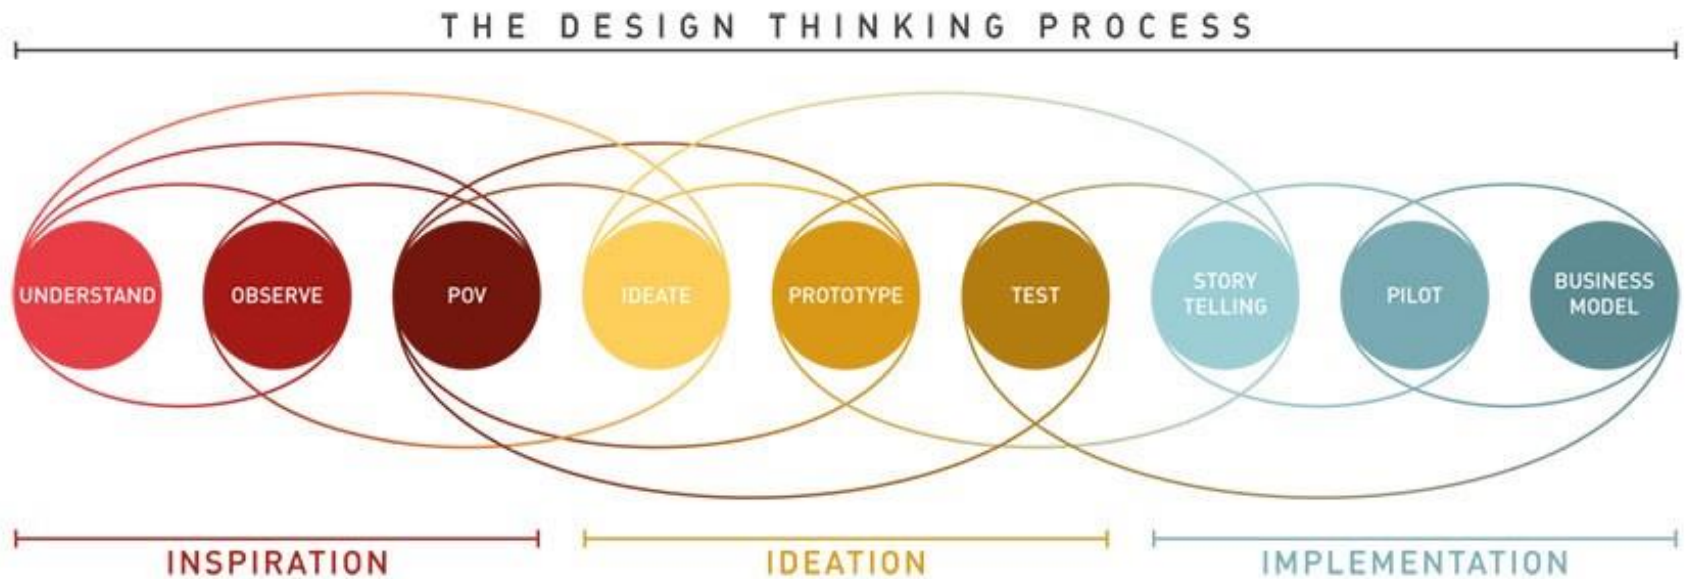 THE DESIGN THINKING PROCESS
UNDERSTAND
OBSERVE
POV
IDEATE
PROTOTYPE
TEST
STORY
TELLING
PILOT
BUSINESS
MODEL
INSPIRATION
IDEATION
IMPLEMENTATION